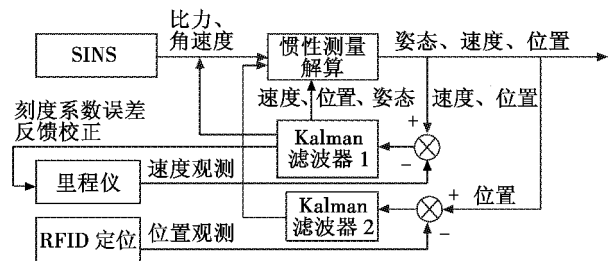 比力、
角速度
SINS
惯性测量
解算
姿态、速度、位置
速度、位置、姿态
速度、位置
刻度系数误差
反馈校正
+
Kalman
滤波器 1
−
里程仪
速度观测
Kalman
滤波器 2
+
位置
RFID 定位
位置观测
−